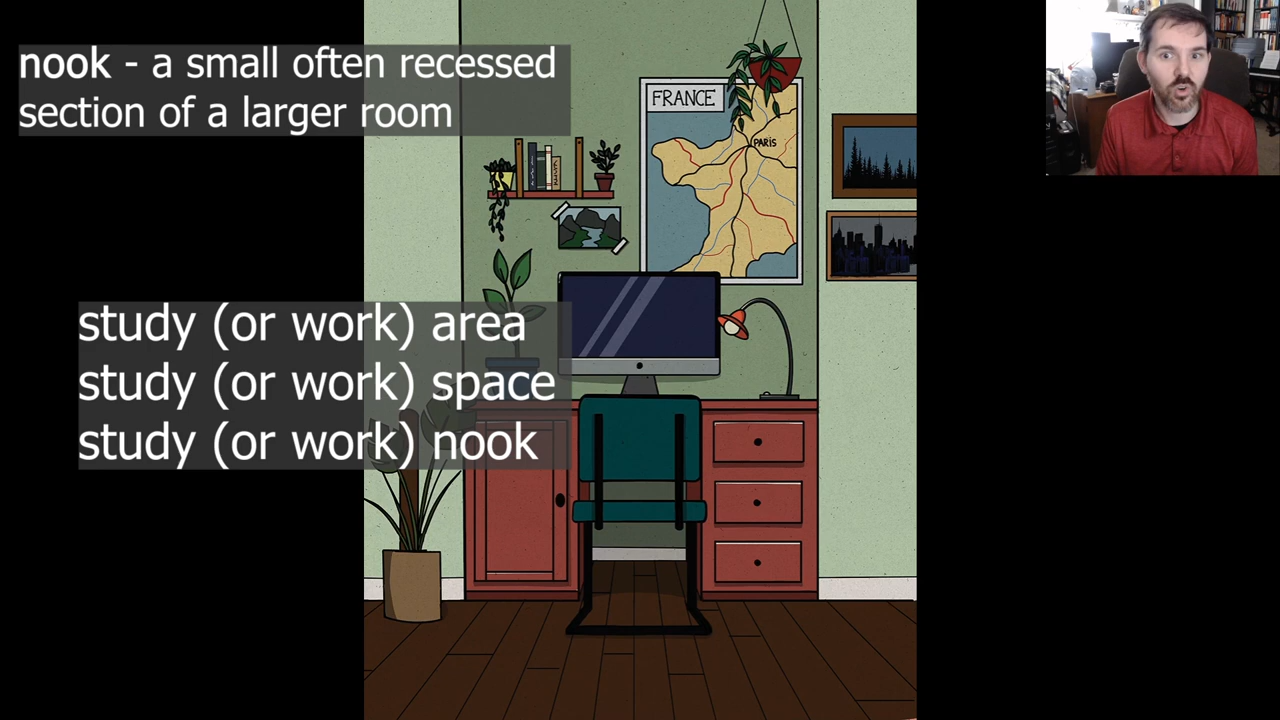 nook - a small often recessed
section of a larger room
FRANCE
PARIS
study (or work) area
study (or work) space
study (or work) nook